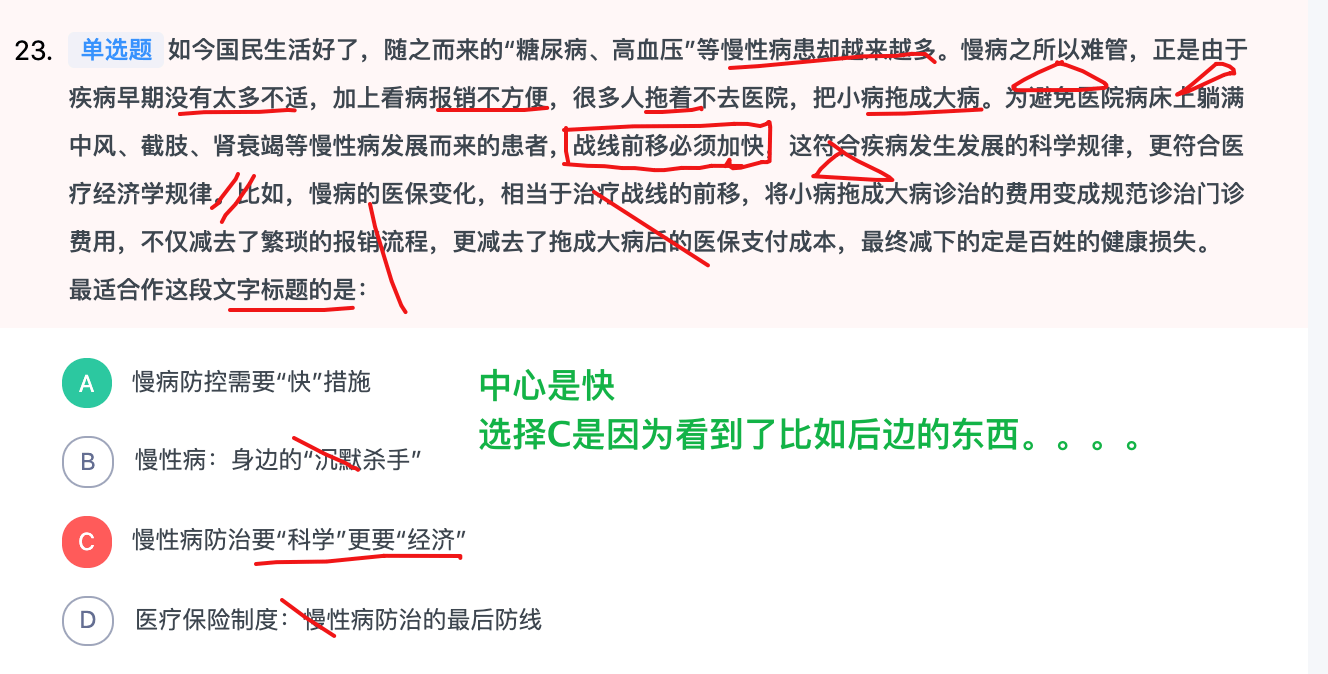 23. 单选题 如今国民生活好了，随之而来的“糖尿病、高血压”等慢性病患却越来越多。慢病之所以难管，正是由于
疾病早期没有太多不适，加上看病报销不方便，很多人拖着不去医院，把小病拖成大病。为避免医院病床上躺满
中风、截肢、肾衰竭等慢性病发展而来的患者，战线前移必须加快，这符合疾病发生发展的科学规律，更符合医
疗经济学规律。比如，慢病的医保变化，相当于治疗战线的前移，将小病拖成大病诊治的费用变成规范诊治门诊
费用，不仅减去了繁琐的报销流程，更减去了拖成大病后的医保支付成本，最终减下的定是百姓的健康损失。
最适合作这段文字标题的是：
A 慢病防控需要“快”措施
中心是快
选择C是因为看到了比如后边的东西。。。。
B 慢性病：身边的“沉默杀手”
C 慢性病防治要“科学”更要“经济”
D 医疗保险制度：慢性病防治的最后防线